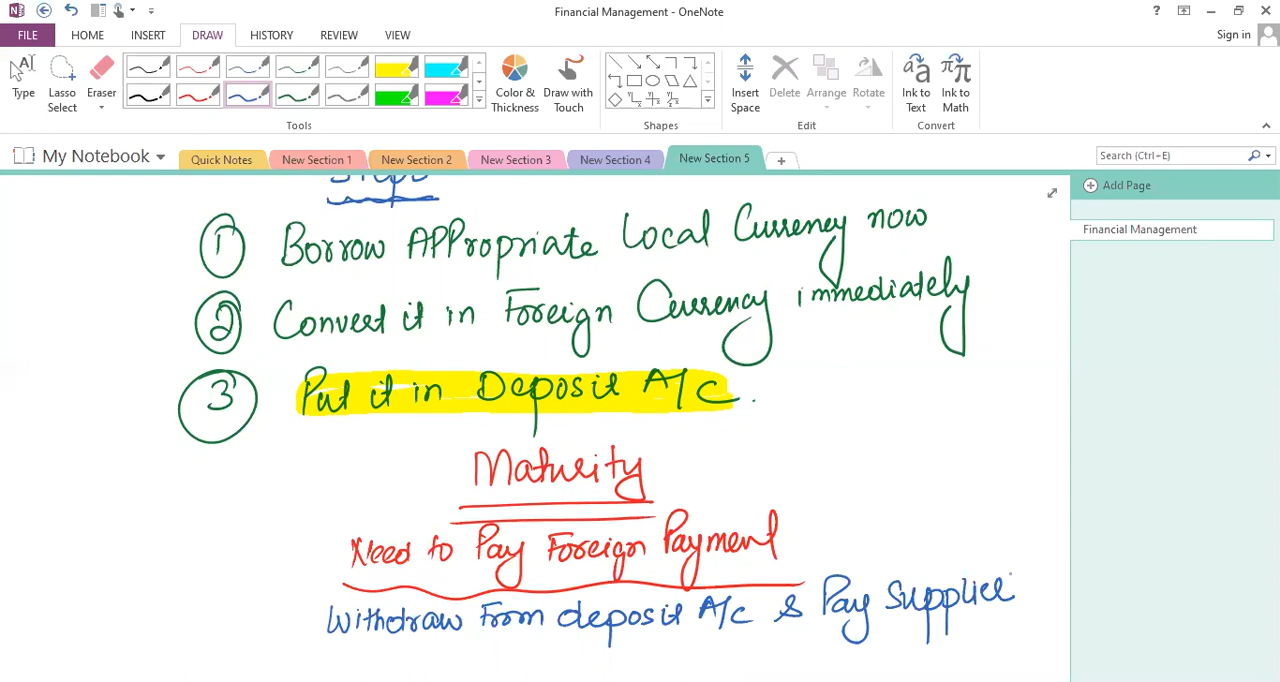 Financial Management - OneNote
Sign in
FILE HOME INSERT DRAW HISTORY REVIEW VIEW
Type
Lasso Select
Eraser
Color & Thickness
Draw with Touch
Insert Space
Delete
Arrange
Rotate
Ink to Text
Ink to Math
Tools
Shapes
Edit
Convert
My Notebook
Quick Notes
New Section 1
New Section 2
New Section 3
New Section 4
New Section 5
Search (Ctrl+E)
Add Page
Financial Management
Steps
1 Borrow Appropriate Local Currency now
2 Convert it in Foreign Currency immediately
3 Put it in Deposit A/C.
Maturity
Need to Pay Foreign Payment
Withdraw From deposit A/C & Pay Supplier